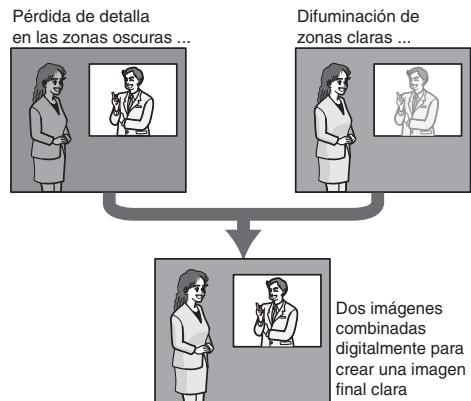 Pérdida de detalla
en las zonas oscuras ...
Difuminación de
zonas claras ...
Dos imágenes
combinadas
digitalmente para
crear una imagen
final clara